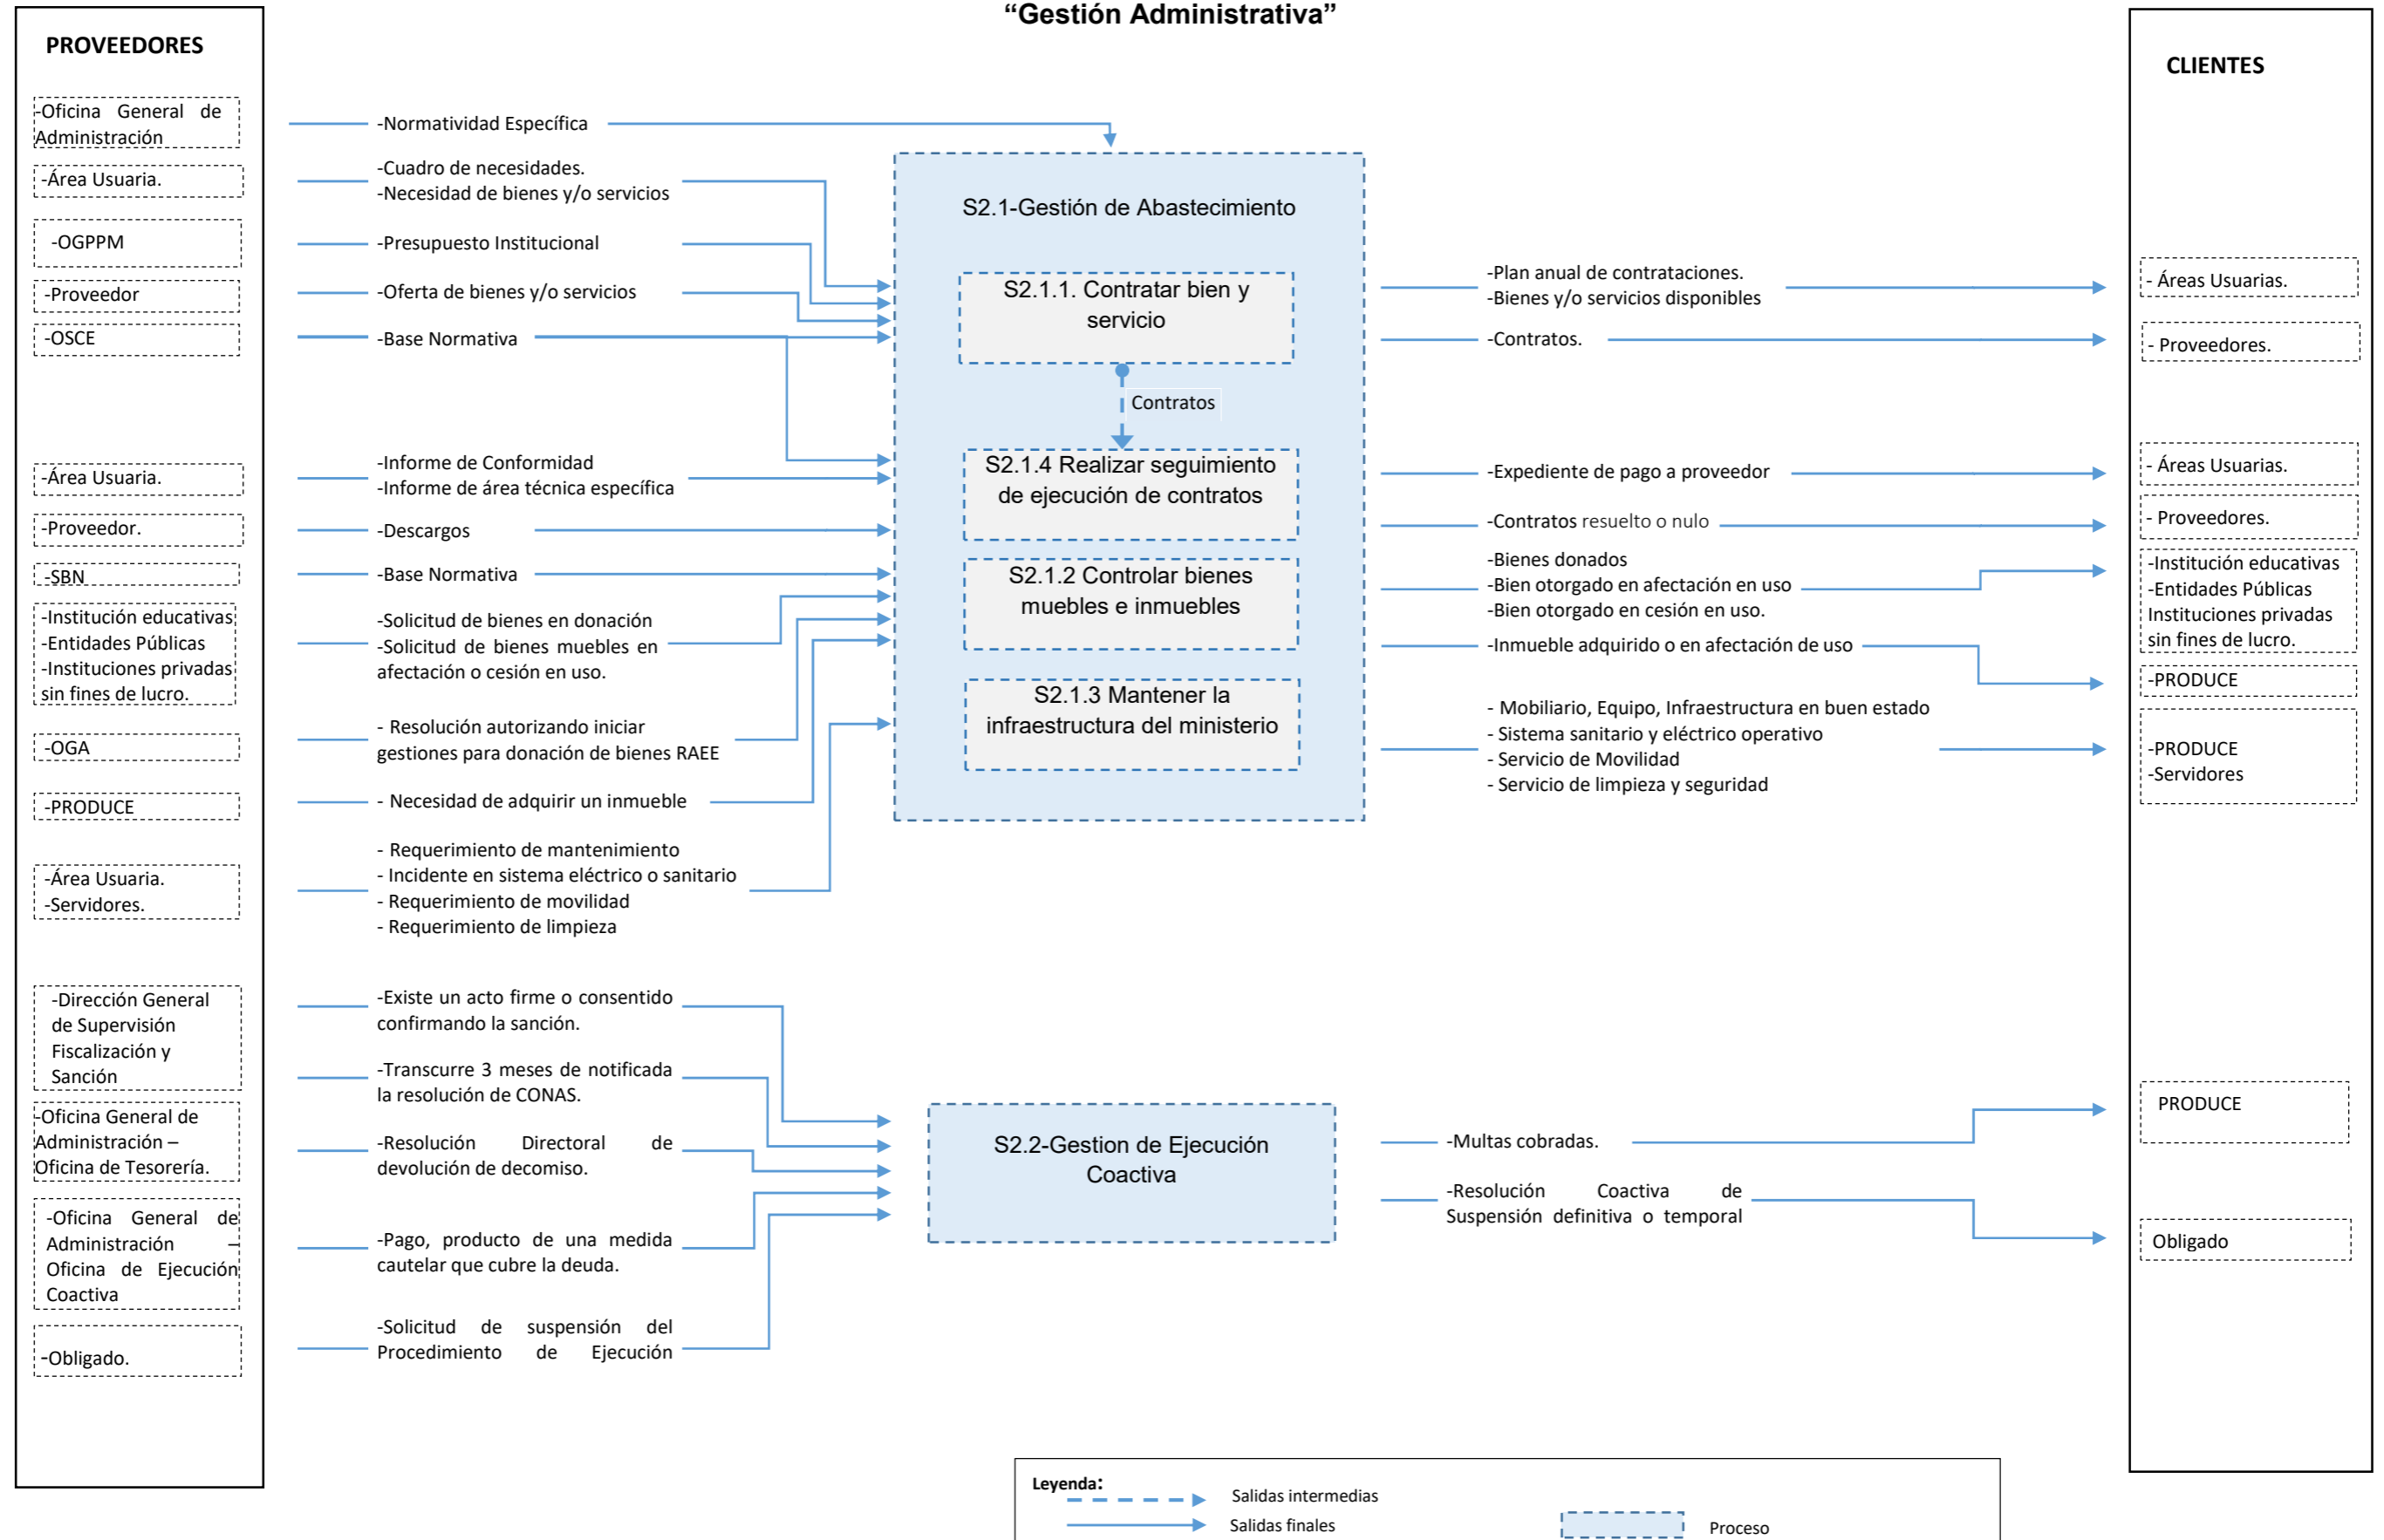 “Gestión Administrativa”
PROVEEDORES
-Oficina General de
Administración
-Área Usuaria.
-OGPPM
-Proveedor
-OSCE
-Área Usuaria.
-Proveedor.
-SBN
-Institución educativas
-Entidades Públicas
-Instituciones privadas
sin fines de lucro.
-OGA
-PRODUCE
-Área Usuaria.
-Servidores.
-Dirección General
de Supervisión
Fiscalización y
Sanción
-Oficina General de
Administración –
Oficina de Tesorería.
-Oficina General de
Administración –
Oficina de Ejecución
Coactiva
-Obligado.
-Normatividad Específica
-Cuadro de necesidades.
-Necesidad de bienes y/o servicios
-Presupuesto Institucional
-Oferta de bienes y/o servicios
-Base Normativa
-Informe de Conformidad
-Informe de área técnica específica
-Descargos
-Base Normativa
-Solicitud de bienes en donación
-Solicitud de bienes muebles en
afectación o cesión en uso.
- Resolución autorizando iniciar
gestiones para donación de bienes RAEE
- Necesidad de adquirir un inmueble
- Requerimiento de mantenimiento
- Incidente en sistema eléctrico o sanitario
- Requerimiento de movilidad
- Requerimiento de limpieza
-Existe un acto firme o consentido
confirmando la sanción.
-Transcurre 3 meses de notificada
la resolución de CONAS.
-Resolución Directoral de
devolución de decomiso.
-Pago, producto de una medida
cautelar que cubre la deuda.
-Solicitud de suspensión del
Procedimiento de Ejecución
S2.1-Gestión de Abastecimiento
S2.1.1. Contratar bien y
servicio
Contratos
S2.1.4 Realizar seguimiento
de ejecución de contratos
S2.1.2 Controlar bienes
muebles e inmuebles
S2.1.3 Mantener la
infraestructura del ministerio
S2.2-Gestion de Ejecución
Coactiva
-Plan anual de contrataciones.
-Bienes y/o servicios disponibles
-Contratos.
-Expediente de pago a proveedor
-Contratos resuelto o nulo
-Bienes donados
-Bien otorgado en afectación en uso
-Bien otorgado en cesión en uso.
-Inmueble adquirido o en afectación de uso
- Mobiliario, Equipo, Infraestructura en buen estado
- Sistema sanitario y eléctrico operativo
- Servicio de Movilidad
- Servicio de limpieza y seguridad
-Multas cobradas.
-Resolución Coactiva de
Suspensión definitiva o temporal
CLIENTES
- Áreas Usuarias.
- Proveedores.
- Áreas Usuarias.
- Proveedores.
-Institución educativas
-Entidades Públicas
Instituciones privadas
sin fines de lucro.
-PRODUCE
-PRODUCE
-Servidores
PRODUCE
Obligado
Leyenda:
Salidas intermedias
Salidas finales
Proceso